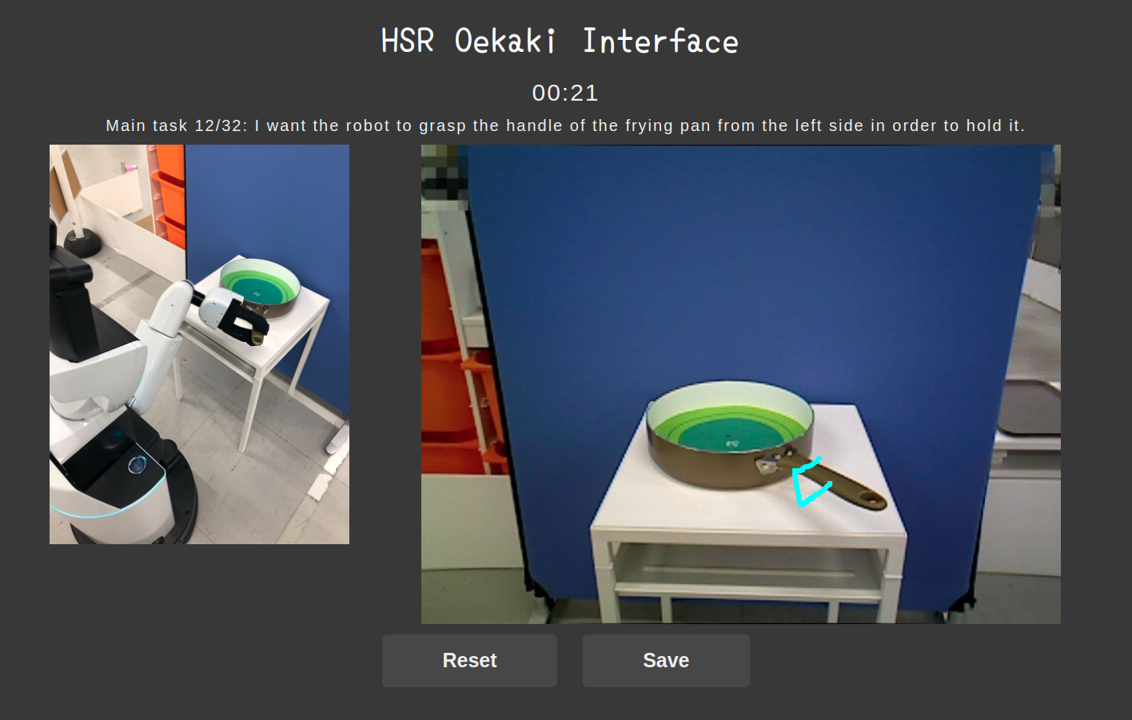 HSR Oekaki Interface
00:21
Main task 12/32: I want the robot to grasp the handle of the frying pan from the left side in order to hold it.
Reset
Save